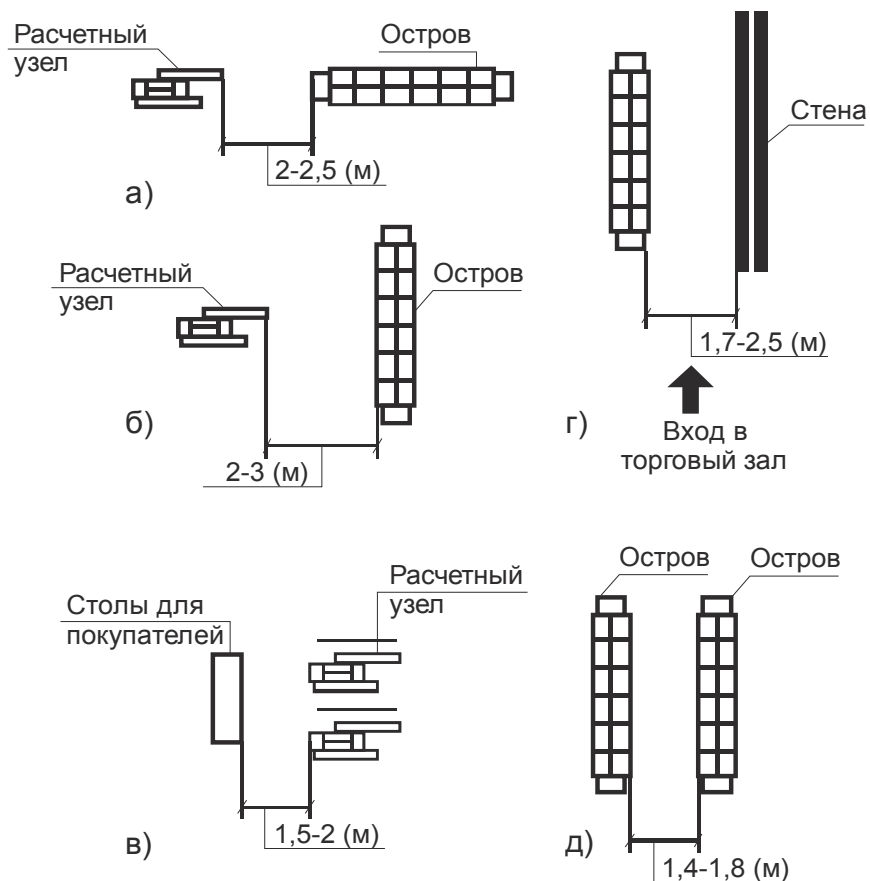 Расчетный
узел
Остров
2-2,5 (м)
а)
Расчетный
узел
Остров
2-3 (м)
б)
Столы для
покупателей
Расчетный
узел
1,5-2 (м)
в)
Стена
1,7-2,5 (м)
г)
Вход в
торговый зал
Остров
Остров
д)
1,4-1,8 (м)